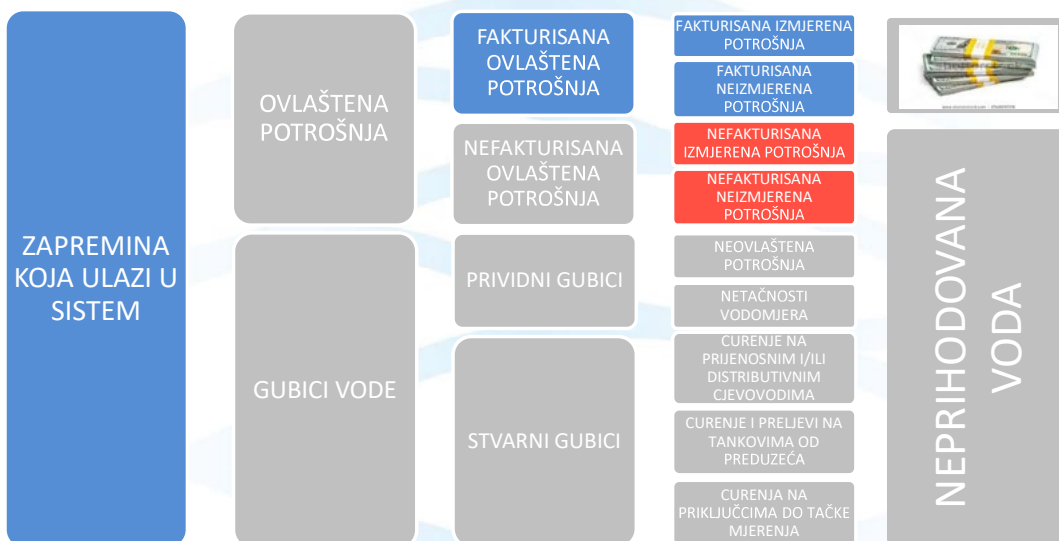 ZAPREMINA
KOJA ULAZI U
SISTEM
OVLAŠTENA
POTROŠNJA
GUBICI VODE
FAKTURISANA
OVLAŠTENA
POTROŠNJA
NEFAKTURISANA
OVLAŠTENA
POTROŠNJA
PRIVIDNI GUBICI
STVARNI GUBICI
FAKTURISANA IZMJERENA
POTROŠNJA
FAKTURISANA
NEIZMJERENA
POTROŠNJA
NEFAKTURISANA
IZMJERENA POTROŠNJA
NEFAKTURISANA
NEIZMJERENA
POTROŠNJA
NEOVLAŠTENA
POTROŠNJA
NETAČNOSTI
VODOMJERA
CURENJE NA
PRIJENOSNIM I/ILI
DISTRIBUTIVNIM
CJEVOVODIMA
CURENJE I PRELJEVI NA
TANKOVIMA OD
PREDUZEĆA
CURENJA NA
PRIKLJUČCIMA DO TAČKE
MJERENJA
NEPRIHODOVANA
VODA